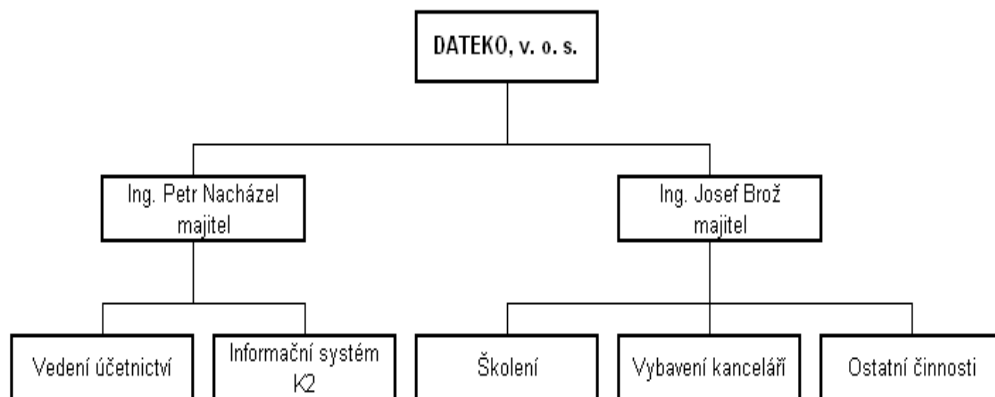 DATEKO, v. o. s.
Ing. Petr Nacházel
majitel
Ing. Josef Brož
majitel
Vedení účetnictví
Informační systém
K2
Školení
Vybavení kanceláří
Ostatní činnosti